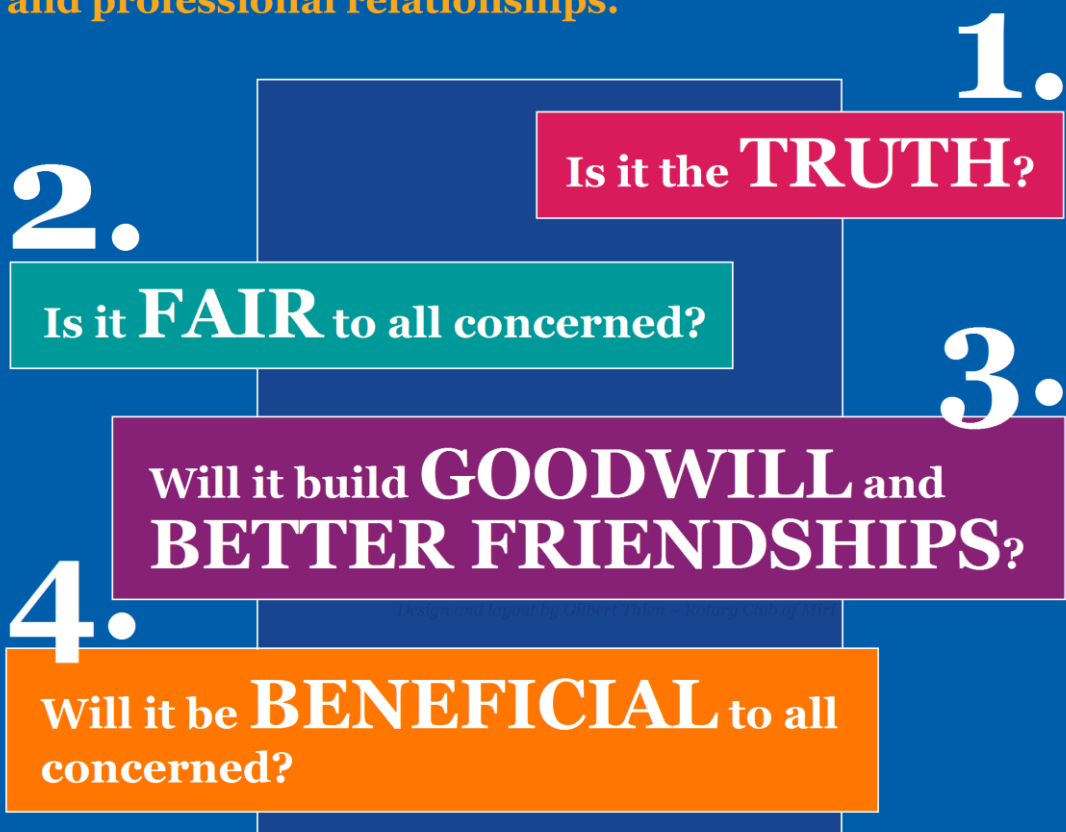 and professional relationships.
1.
Is it the TRUTH?
2.
Is it FAIR to all concerned?
3.
Will it build GOODWILL and
BETTER FRIENDSHIPS?
Design and layout by Gilbert Thien – Rotary Club of Miri
4.
Will it be BENEFICIAL to all
concerned?